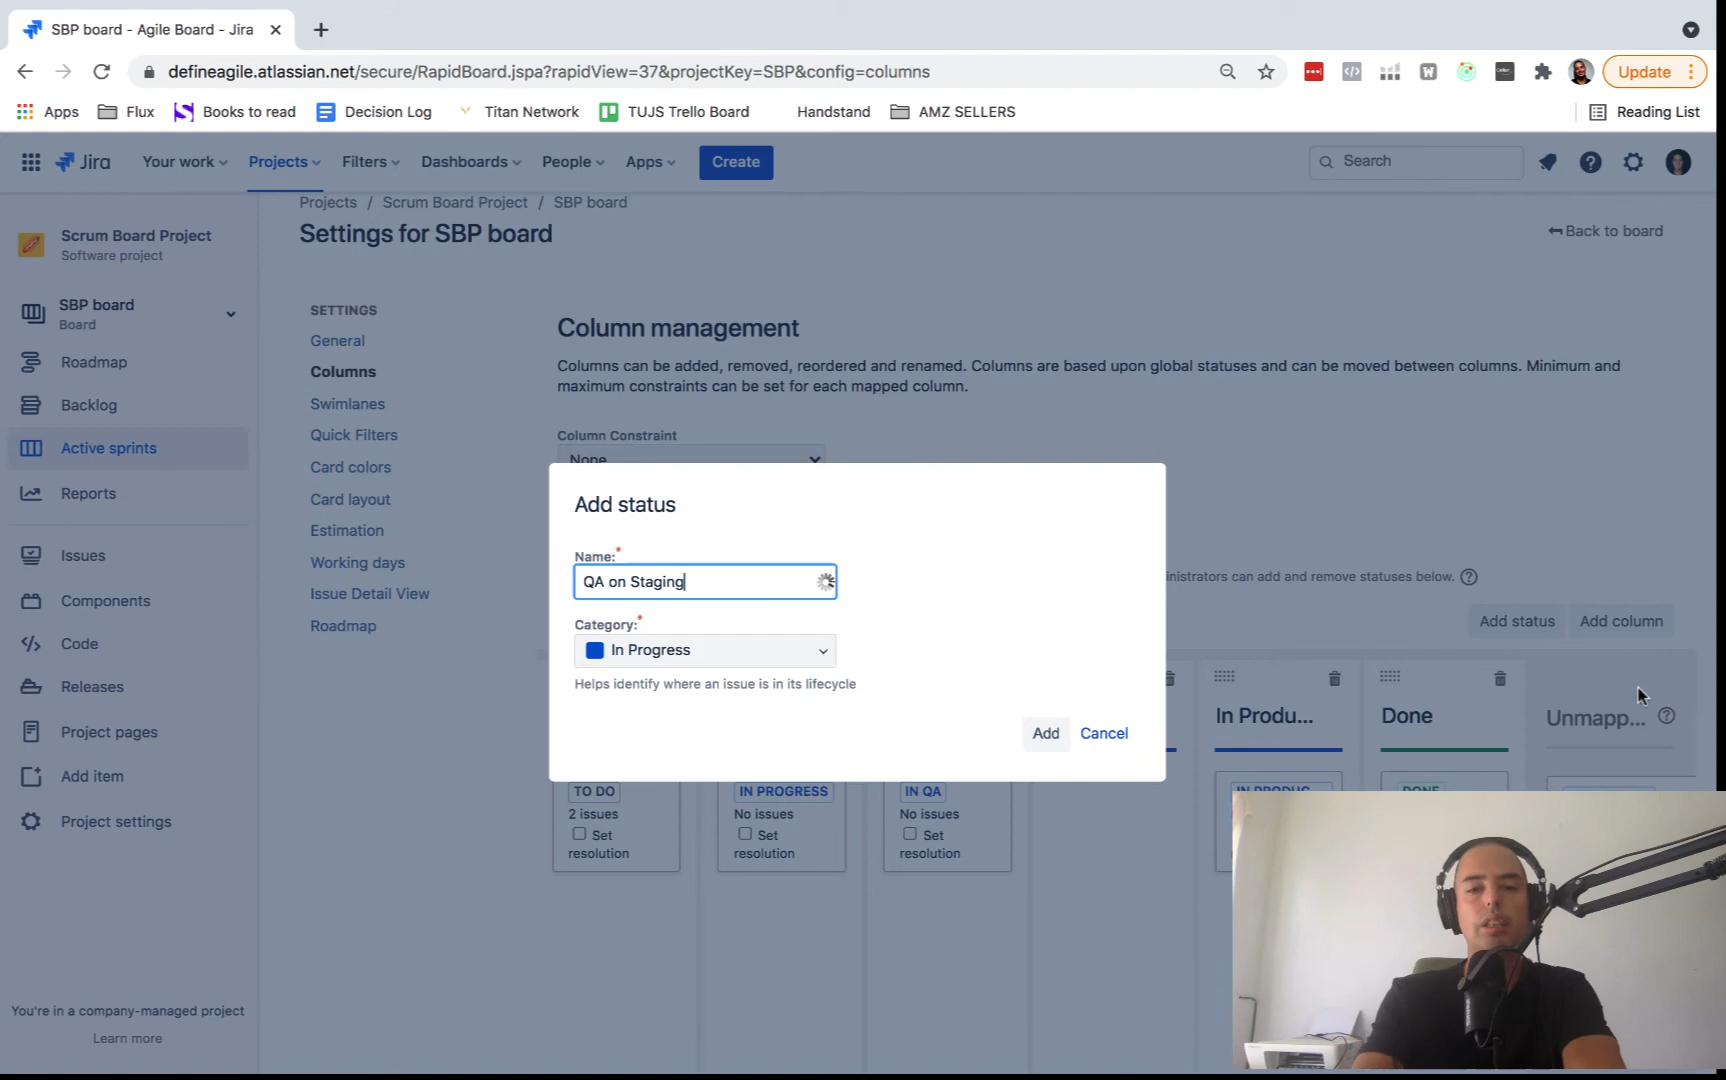 SBP board - Agile Board - Jira
defineagile.atlassian.net/secure/RapidBoard.jspa?rapidView=37&projectKey=SBP&config=columns
Update
Apps
Flux
Books to read
Decision Log
Titan Network
TUJS Trello Board
Handstand
AMZ SELLERS
Reading List
Jira
Your work
Projects
Filters
Dashboards
People
Apps
Create
Search
Projects / Scrum Board Project / SBP board
Settings for SBP board
Back to board
Scrum Board Project
Software project
SBP board
Board
Roadmap
Backlog
Active sprints
Reports
Issues
Components
Code
Releases
Project pages
Add item
Project settings
You're in a company-managed project
Learn more
SETTINGS
General
Columns
Swimlanes
Quick Filters
Card colors
Card layout
Estimation
Working days
Issue Detail View
Roadmap
Column management
Columns can be added, removed, reordered and renamed. Columns are based upon global statuses and can be moved between columns. Minimum and
maximum constraints can be set for each mapped column.
Column Constraint
None
Add status
Name:*
QA on Staging
Category:*
In Progress
Helps identify where an issue is in its lifecycle
Add
Cancel
nistrators can add and remove statuses below.
Add status
Add column
In Produ...
Done
Unmapp...
TO DO
2 issues
Set
resolution
IN PROGRESS
No issues
Set
resolution
IN QA
No issues
Set
resolution
IN PRODUC
DONE